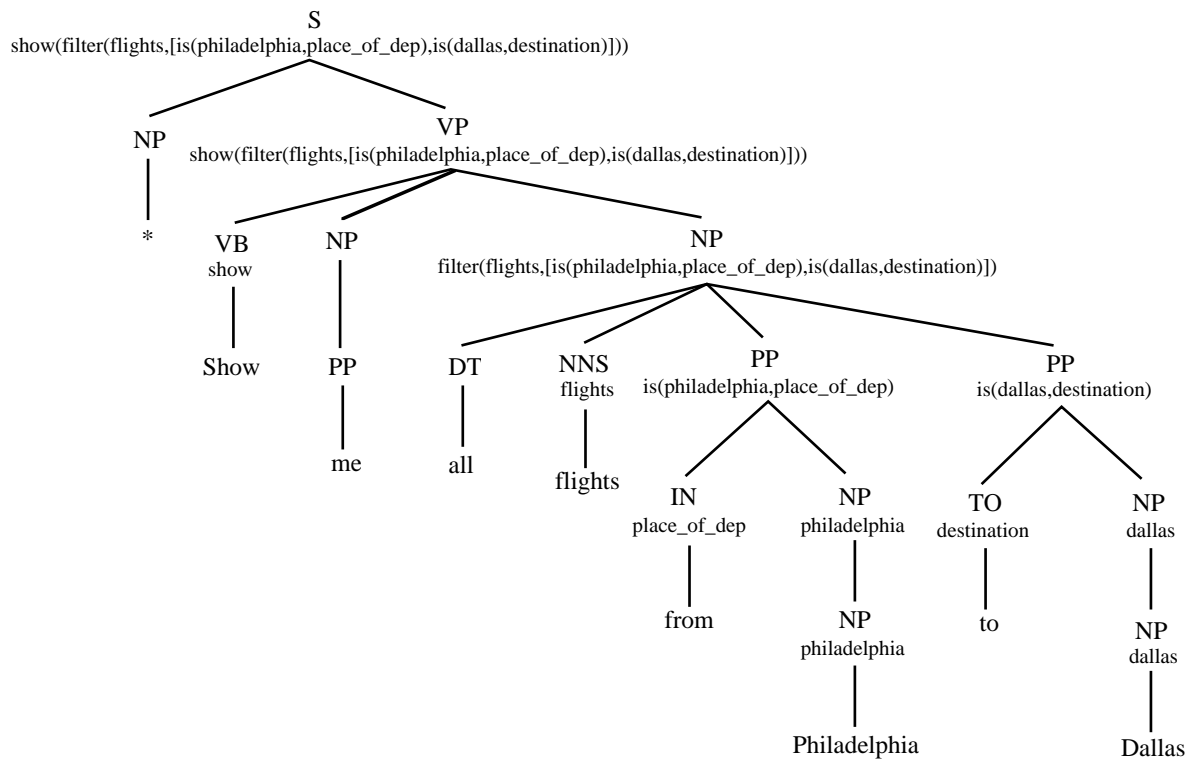 S
show(filter(flights,[is(philadelphia,place_of_dep),is(dallas,destination)]))
NP
VP
show(filter(flights,[is(philadelphia,place_of_dep),is(dallas,destination)]))
*
VB
show
NP
NP
filter(flights,[is(philadelphia,place_of_dep),is(dallas,destination)])
Show
PP
DT
NNS
flights
PP
is(philadelphia,place_of_dep)
PP
is(dallas,destination)
me
all
flights
IN
place_of_dep
NP
philadelphia
TO
destination
NP
dallas
from
NP
philadelphia
to
NP
dallas
Philadelphia
Dallas